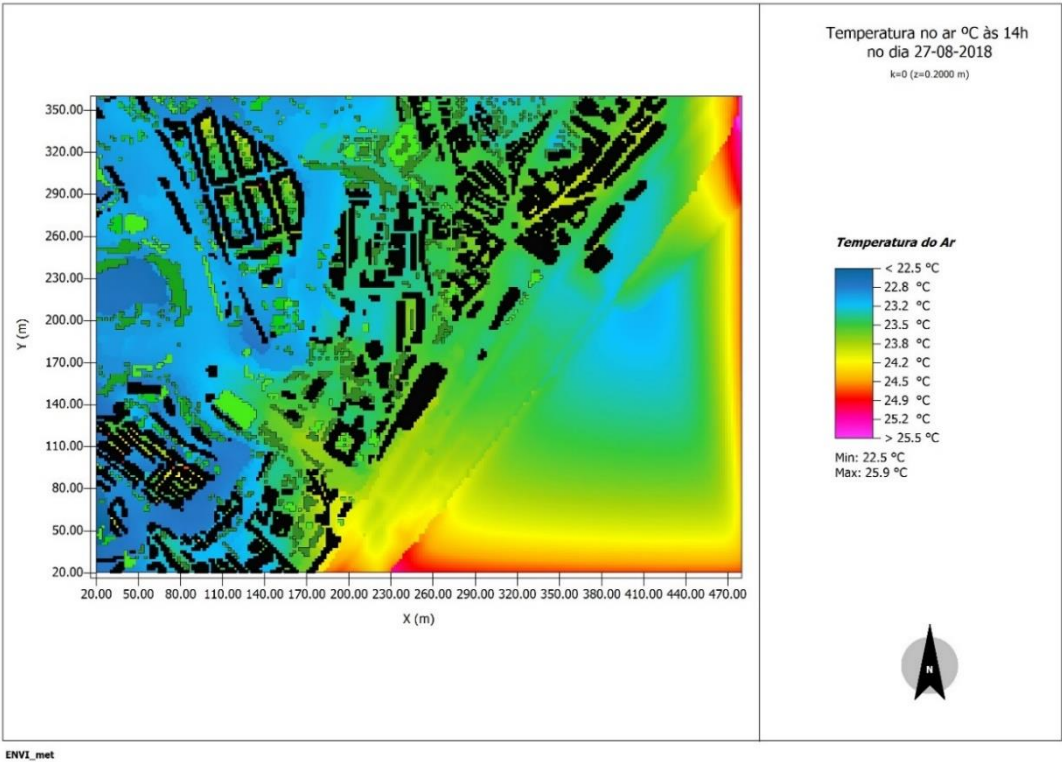 Temperatura no ar ºC às 14h
no dia 27-08-2018
k=0 (z=0.2000 m)
350.00
320.00
290.00
260.00
230.00
200.00
170.00
140.00
110.00
80.00
50.00
20.00
Y (m)
20.00 50.00 80.00 110.00 140.00 170.00 200.00 230.00 260.00 290.00 320.00 350.00 380.00 410.00 440.00 470.00
X (m)
Temperatura do Ar
< 22.5 °C
22.8 °C
23.2 °C
23.5 °C
23.8 °C
24.2 °C
24.5 °C
24.9 °C
25.2 °C
> 25.5 °C
Min: 22.5 °C
Max: 25.9 °C
N
ENVI_met